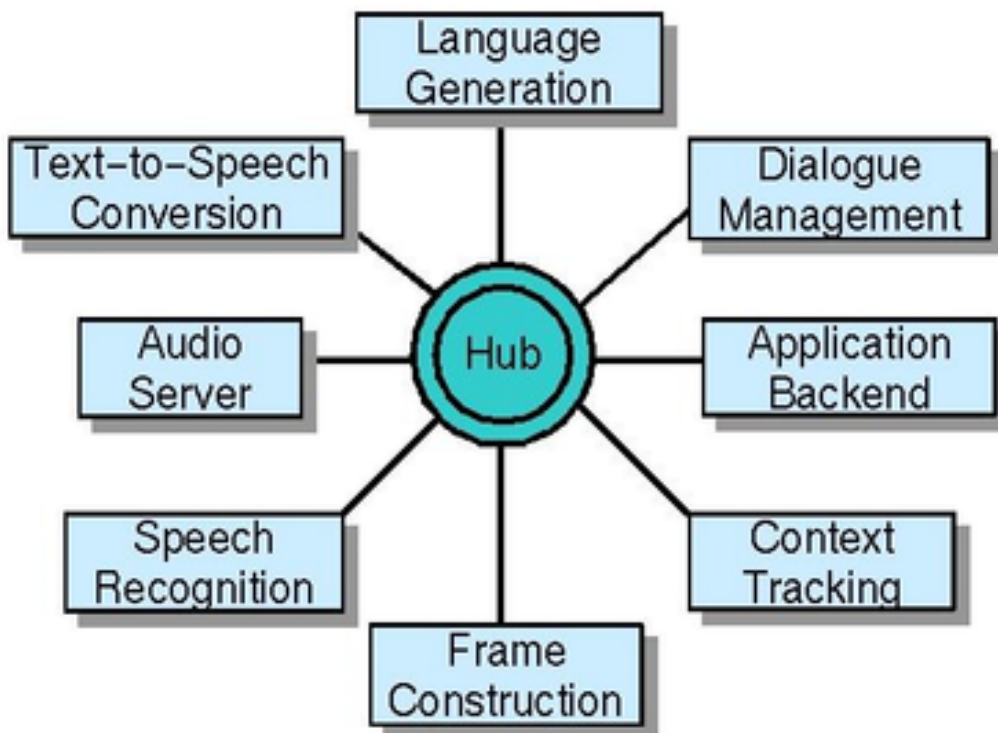 Language
Generation
Text-to-Speech
Conversion
Dialogue
Management
Audio
Server
Hub
Application
Backend
Speech
Recognition
Context
Tracking
Frame
Construction